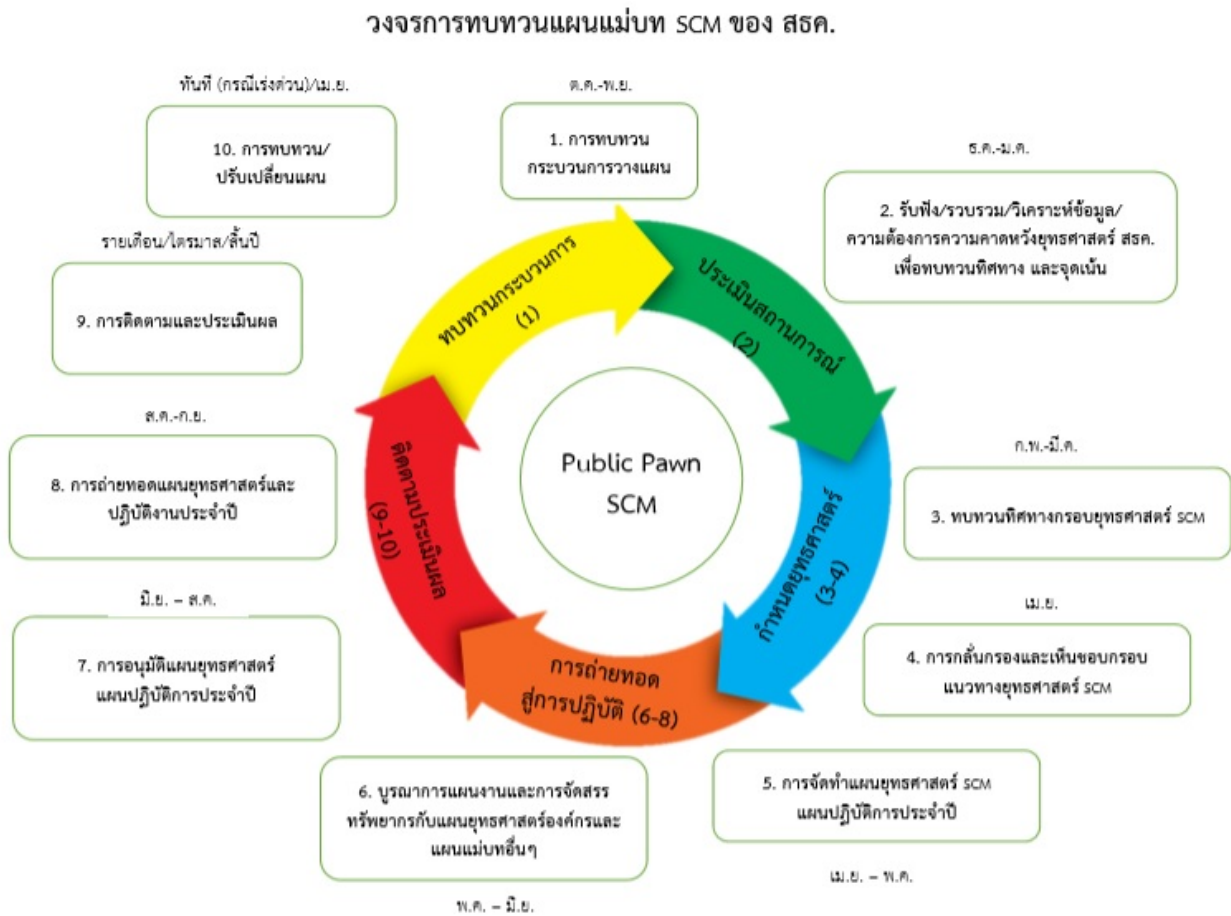 วงจรการทบทวนแผนแม่บท SCM ของ สธค.
ต.ค.-พ.ย.
1. การทบทวน
กระบวนการวางแผน
ธ.ค.-ม.ค.
2. รับฟัง/รวบรวม/วิเคราะห์ข้อมูล/
ความต้องการความคาดหวังยุทธศาสตร์ สธค.
เพื่อทบทวนทิศทาง และจุดเน้น
ก.พ.-มี.ค.
3. ทบทวนทิศทางกรอบยุทธศาสตร์ SCM
เม.ย.
4. การกลั่นกรองและเห็นชอบกรอบ
แนวทางยุทธศาสตร์ SCM
5. การจัดทำแผนยุทธศาสตร์ SCM
แผนปฏิบัติการประจำปี
เม.ย. – พ.ค.
6. บูรณาการแผนงานและการจัดสรร
ทรัพยากรกับแผนยุทธศาสตร์องค์กรและ
แผนแม่บทอื่นๆ
พ.ค. – มิ.ย.
มิ.ย. – ส.ค.
7. การอนุมัติแผนยุทธศาสตร์
แผนปฏิบัติการประจำปี
ส.ค.-ก.ย.
8. การถ่ายทอดแผนยุทธศาสตร์และ
ปฏิบัติงานประจำปี
รายเดือน/ไตรมาส/สิ้นปี
9. การติดตามและประเมินผล
ทันที (กรณีเร่งด่วน)/เม.ย.
10. การทบทวน/
ปรับเปลี่ยนแผน
ทบทวนกระบวนการ
(1)
ประเมินสถานการณ์
(2)
กำหนดยุทธศาสตร์
(3-4)
การถ่ายทอด
สู่การปฏิบัติ (6-8)
ติดตามประเมินผล
(9-10)
Public Pawn
SCM